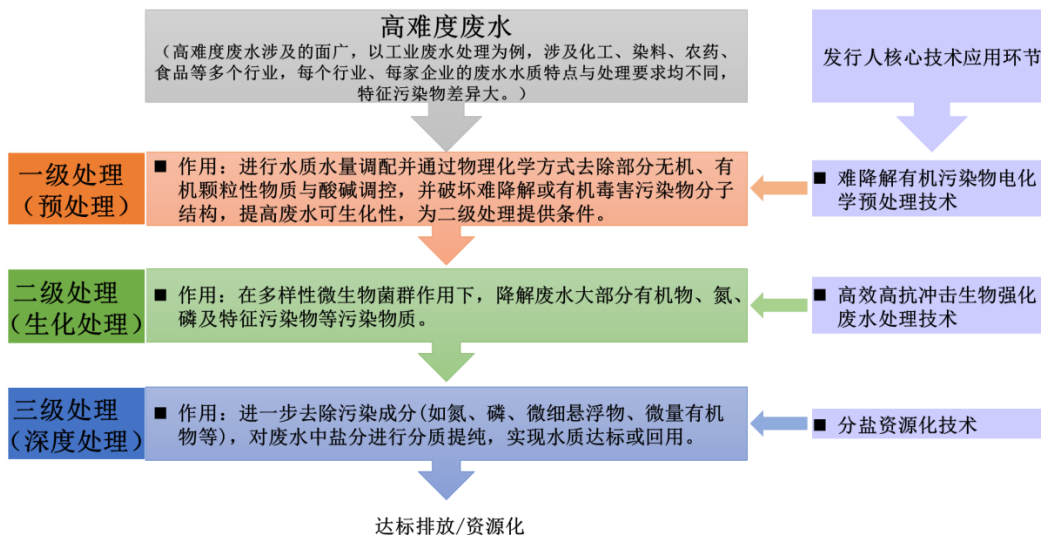 高难度废水
（高难度废水涉及的面广，以工业废水处理为例，涉及化工、染料、农药、
食品等多个行业，每个行业、每家企业的废水水质特点与处理要求均不同，
特征污染物差异大。）
发行人核心技术应用环节
一级处理
（预处理）
■ 作用：进行水质水量调配并通过物理化学方式去除部分无机、有
机颗粒性物质与酸碱调控，并破坏难降解或有机毒害污染物分子
结构，提高废水可生化性，为二级处理提供条件。
■ 难降解有机污染物电化
学预处理技术
二级处理
（生化处理）
■ 作用：在多样性微生物菌群作用下，降解废水大部分有机物、氮、
磷及特征污染物等污染物质。
■ 高效高抗冲击生物强化
废水处理技术
三级处理
（深度处理）
■ 作用：进一步去除污染成分(如氮、磷、微细悬浮物、微量有机
物等)，对废水中盐分进行分质提纯，实现水质达标或回用。
■ 分盐资源化技术
达标排放/资源化